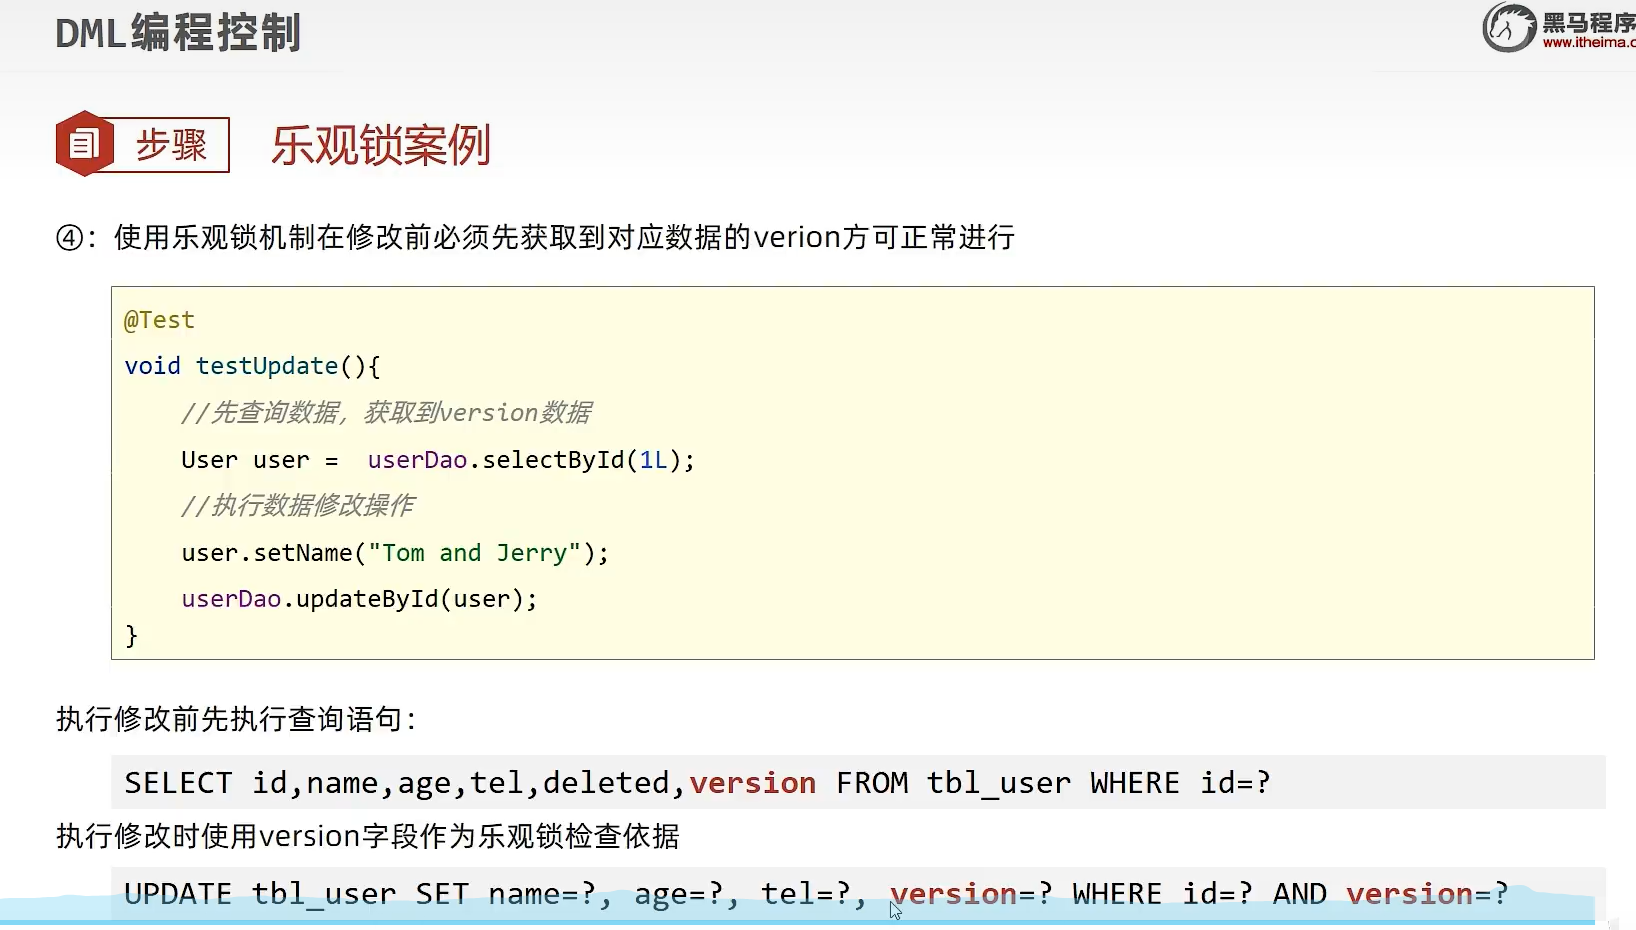 DML编程控制
黑马程序
www.itheima.c
步骤
乐观锁案例
④：使用乐观锁机制在修改前必须先获取到对应数据的verion方可正常进行
@Test
void testUpdate(){
//先查询数据，获取到version数据
User user =  userDao.selectById(1L);
//执行数据修改操作
user.setName("Tom and Jerry");
userDao.updateById(user);
}
执行修改前先执行查询语句：
SELECT id,name,age,tel,deleted,version FROM tbl_user WHERE id=?
执行修改时使用version字段作为乐观锁检查依据
UPDATE tbl_user SET name=?, age=?, tel=?, version=? WHERE id=? AND version=?